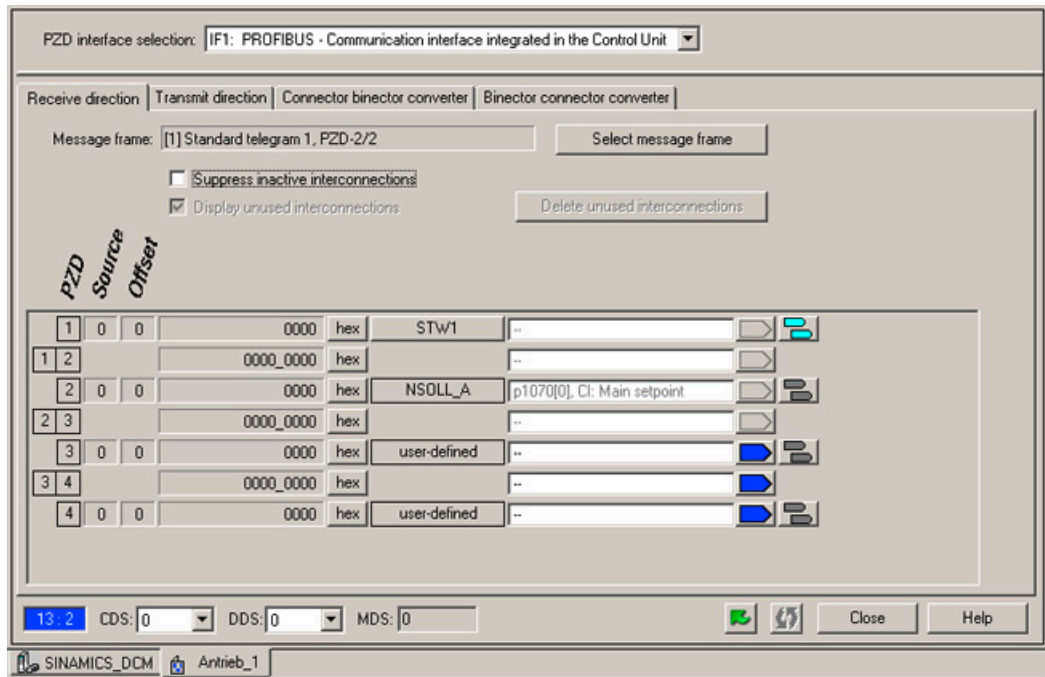 PZD interface selection: IF1: PROFIBUS - Communication interface integrated in the Control Unit
Receive direction Transmit direction Connector binector converter Binector connector converter
Message frame: [1] Standard telegram 1, PZD-2/2 Select message frame
Suppress inactive interconnections
Display unused interconnections Delete unused interconnections
PZD Source Offset
1 0 0 0000 hex STW1 --
1 2 0000_0000 hex --
2 0 0 0000 hex NSOLL_A p1070[0], CI: Main setpoint
2 3 0000_0000 hex --
3 0 0 0000 hex user-defined --
3 4 0000_0000 hex --
4 0 0 0000 hex user-defined --
13 : 2 CDS: 0 DDS: 0 MDS: 0 Close Help
SINAMICS_DCM Antrieb_1